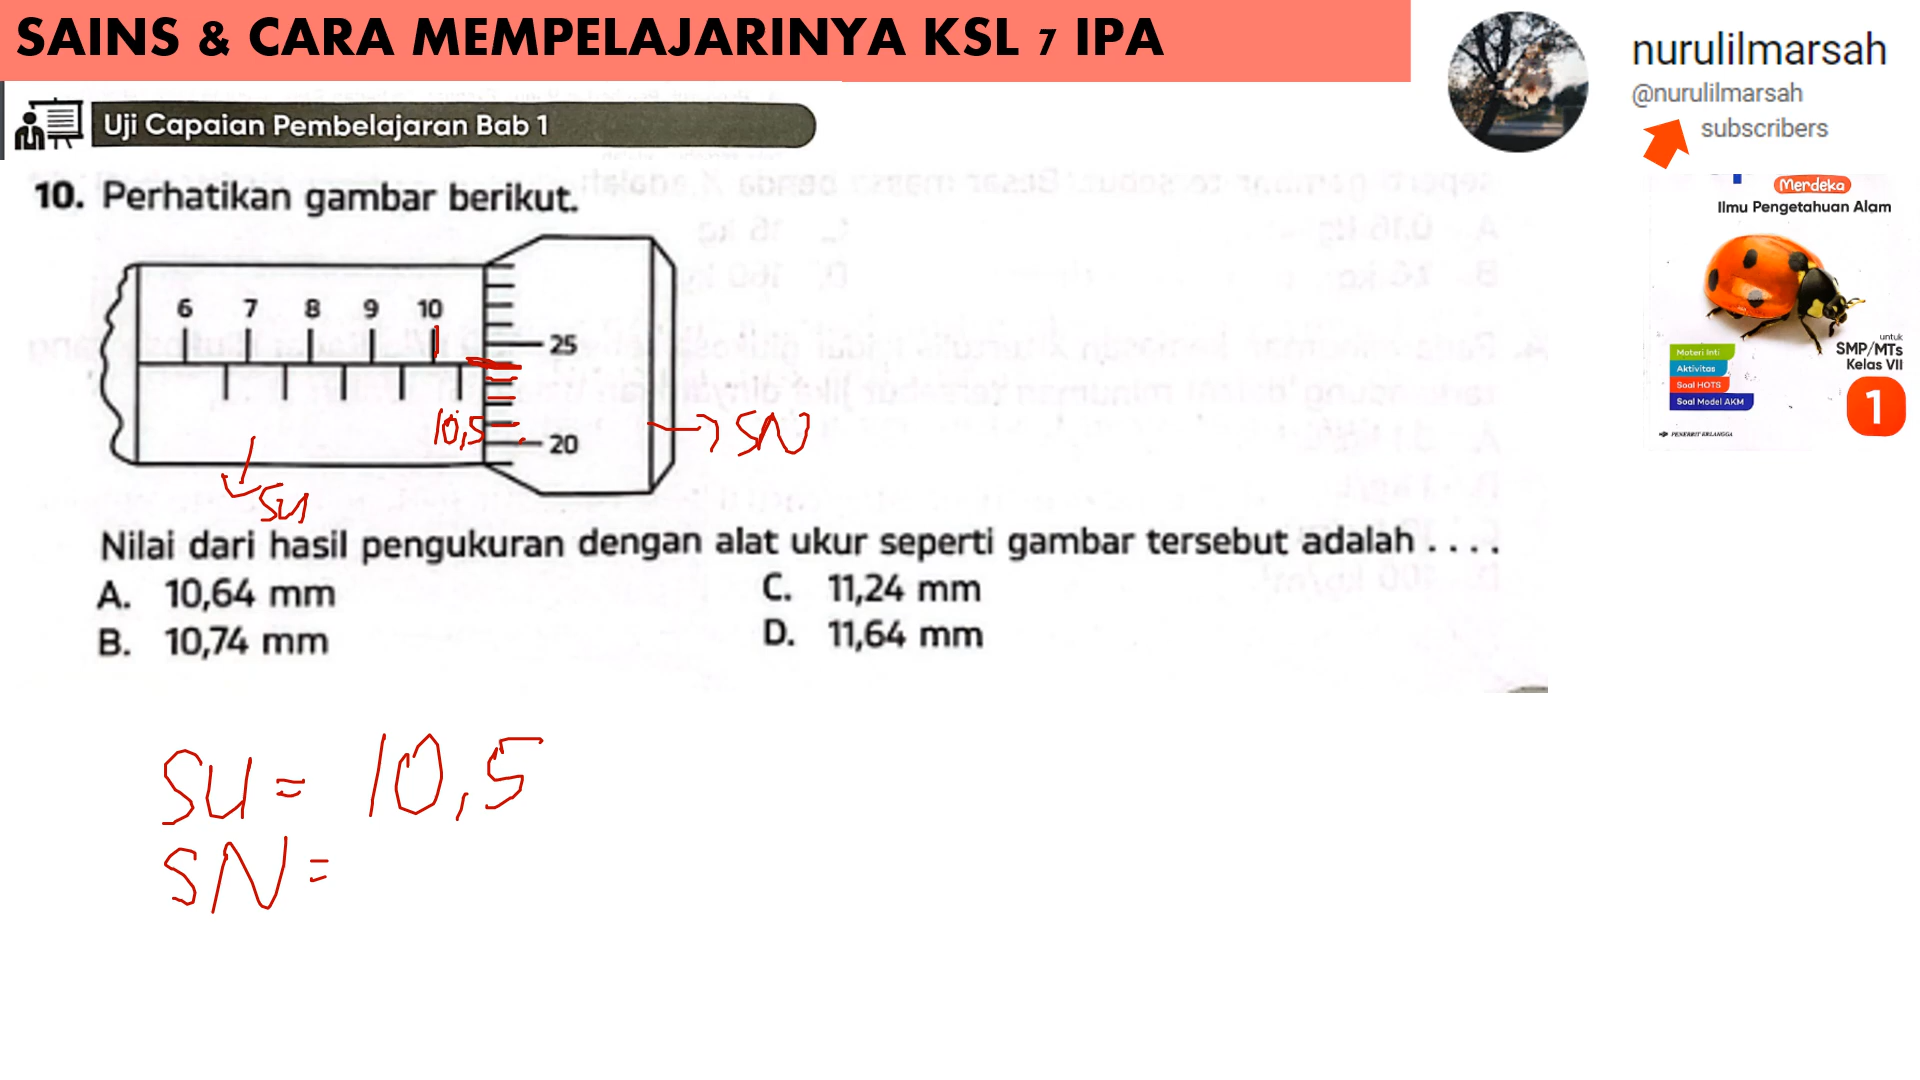 SAINS & CARA MEMPELAJARINYA KSL 7 IPA
nurulilmarsah
@nurulilmarsah
subscribers
Uji Capaian Pembelajaran Bab 1
10. Perhatikan gambar berikut.
6 7 8 9 10
25
10,5
20
SN
SU
Nilai dari hasil pengukuran dengan alat ukur seperti gambar tersebut adalah . . . .
A. 10,64 mm
B. 10,74 mm
C. 11,24 mm
D. 11,64 mm
SU = 10,5
SN =
Merdeka
Ilmu Pengetahuan Alam
untuk
SMP/MTs
Kelas VII
1
Materi Inti
Aktivitas
Soal HOTS
Soal Model AKM
PENERBIT ERLANGGA